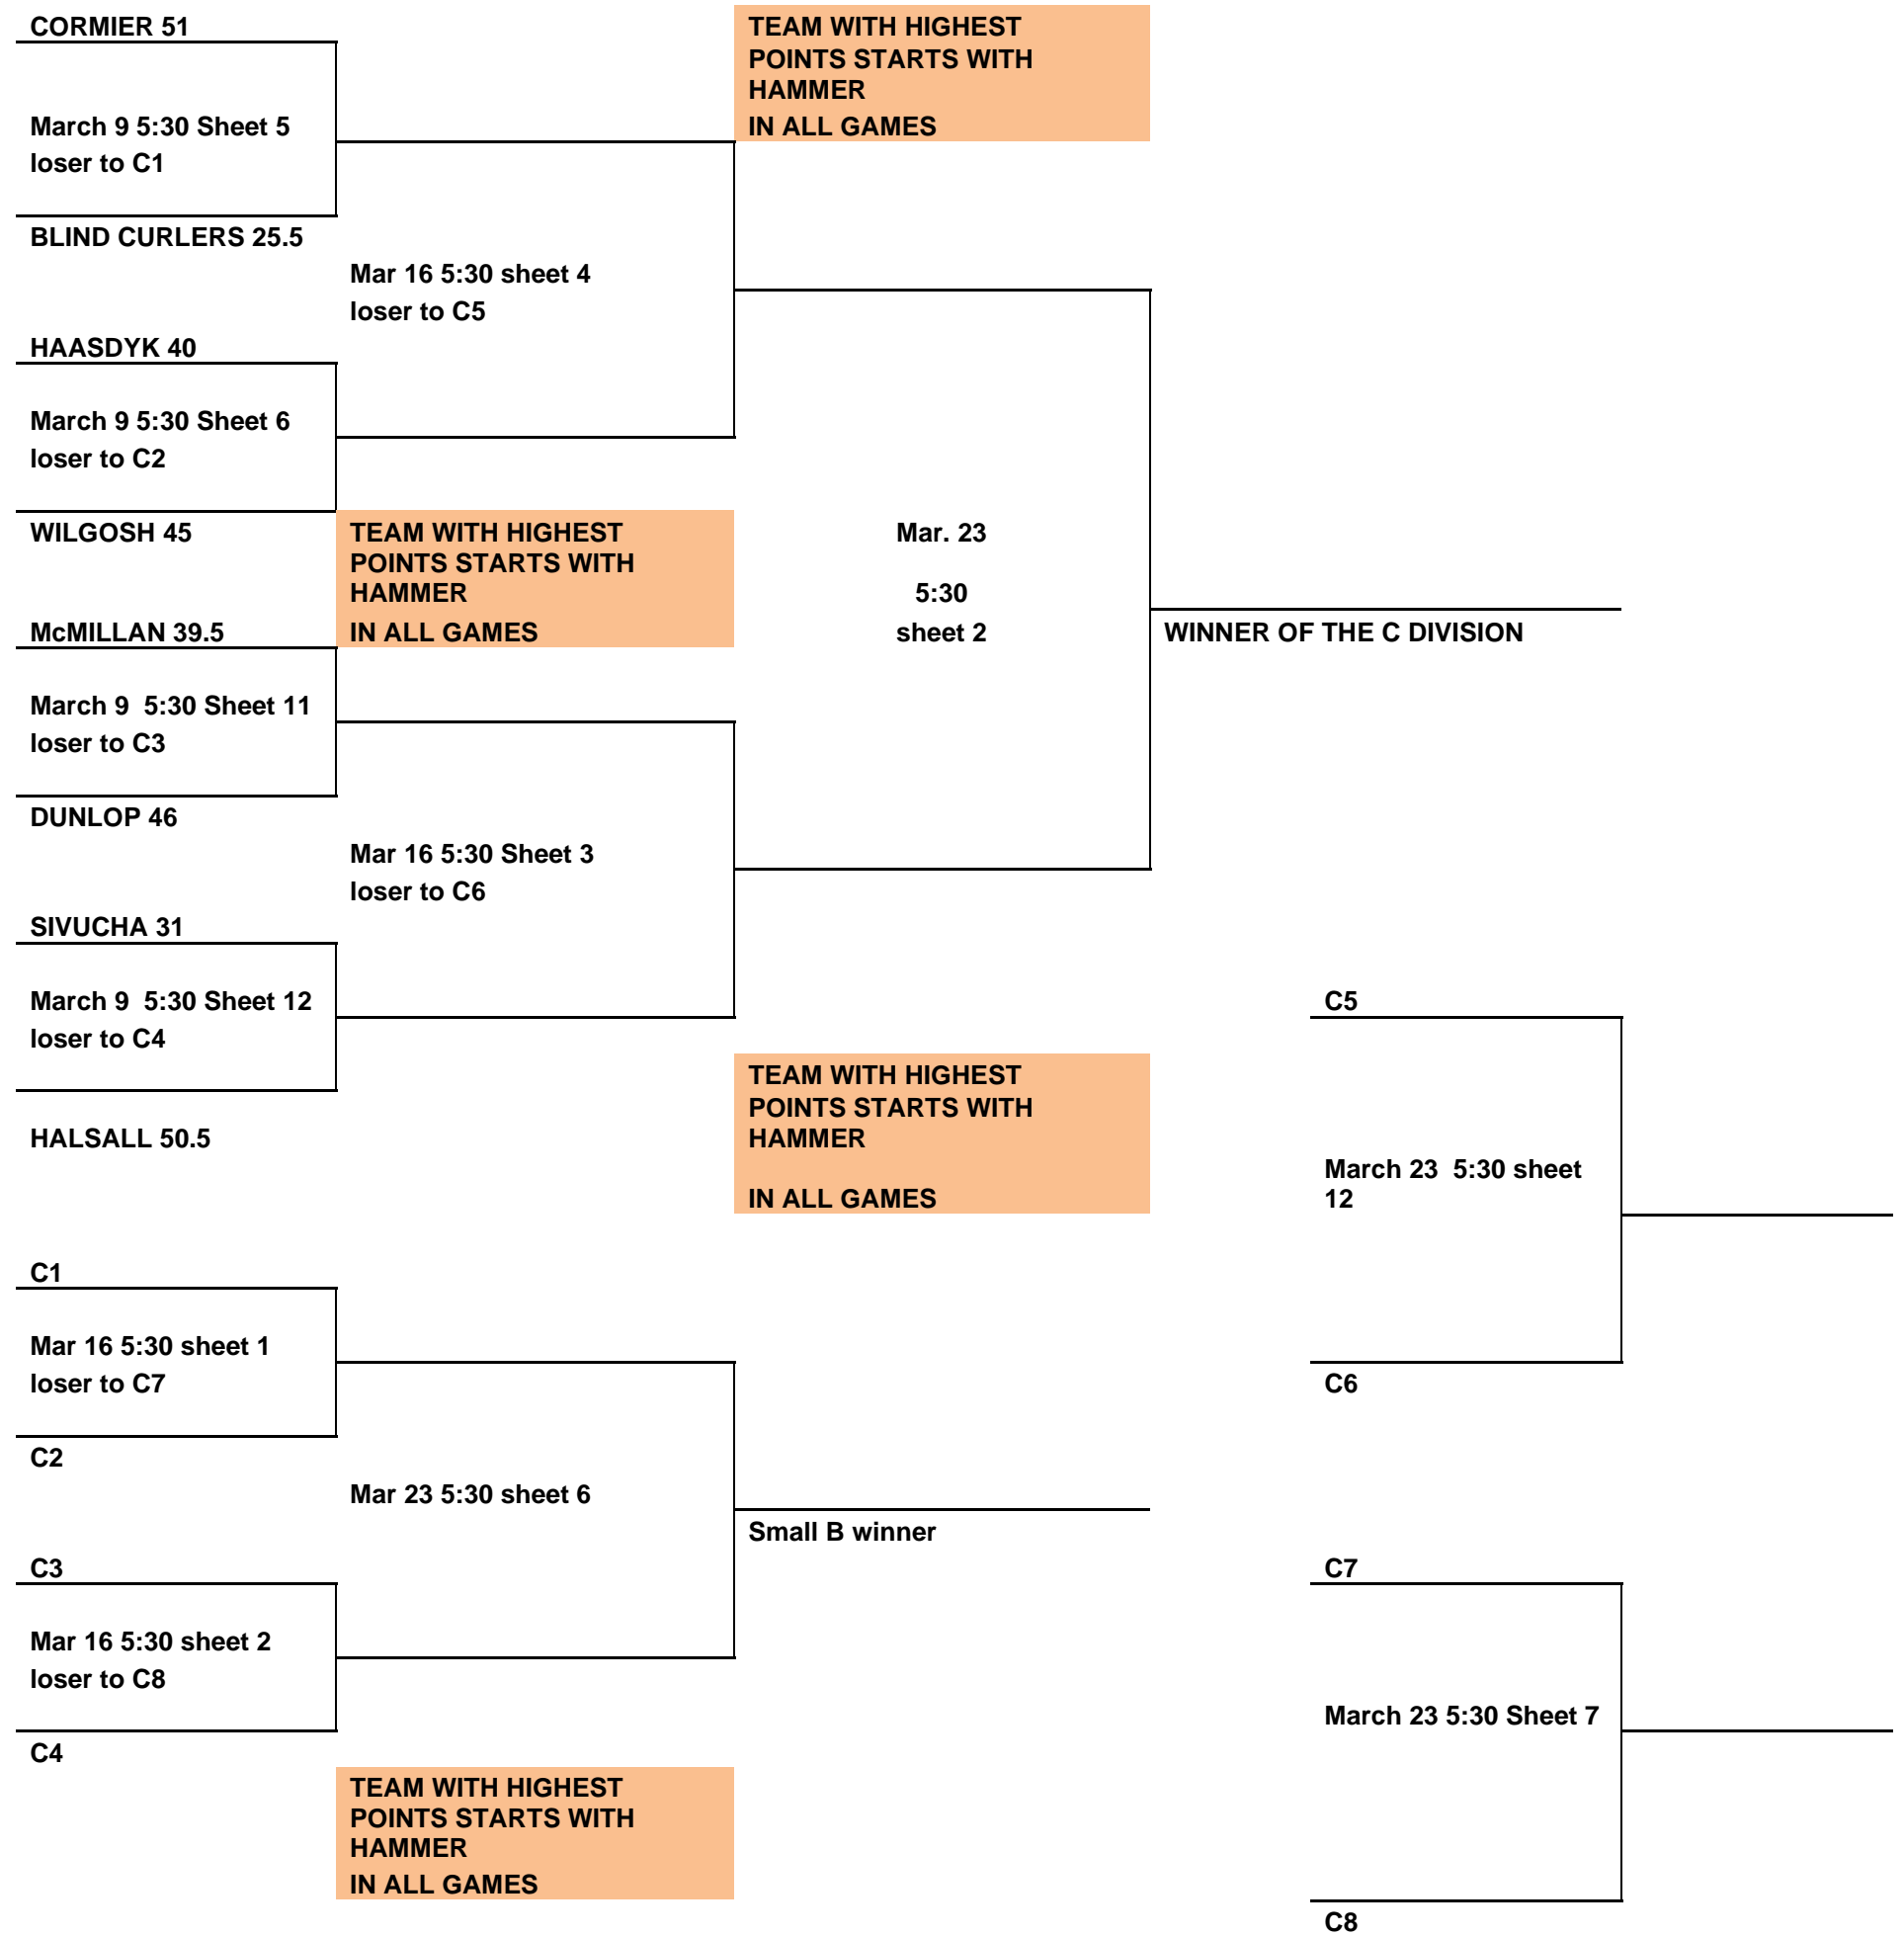 CORMIER 51
TEAM WITH HIGHEST
POINTS STARTS WITH
HAMMER
IN ALL GAMES
March 9 5:30 Sheet 5
loser to C1
BLIND CURLERS 25.5
Mar 16 5:30 sheet 4
loser to C5
HAASDYK 40
March 9 5:30 Sheet 6
loser to C2
WILGOSH 45
TEAM WITH HIGHEST
POINTS STARTS WITH
HAMMER
IN ALL GAMES
Mar. 23
5:30
sheet 2
WINNER OF THE C DIVISION
McMILLAN 39.5
March 9  5:30 Sheet 11
loser to C3
DUNLOP 46
Mar 16 5:30 Sheet 3
loser to C6
SIVUCHA 31
March 9  5:30 Sheet 12
loser to C4
HALSALL 50.5
TEAM WITH HIGHEST
POINTS STARTS WITH
HAMMER
IN ALL GAMES
C5
March 23  5:30 sheet
12
C6
C1
Mar 16 5:30 sheet 1
loser to C7
C2
Mar 23 5:30 sheet 6
Small B winner
C3
Mar 16 5:30 sheet 2
loser to C8
C4
C7
March 23 5:30 Sheet 7
C8
TEAM WITH HIGHEST
POINTS STARTS WITH
HAMMER
IN ALL GAMES